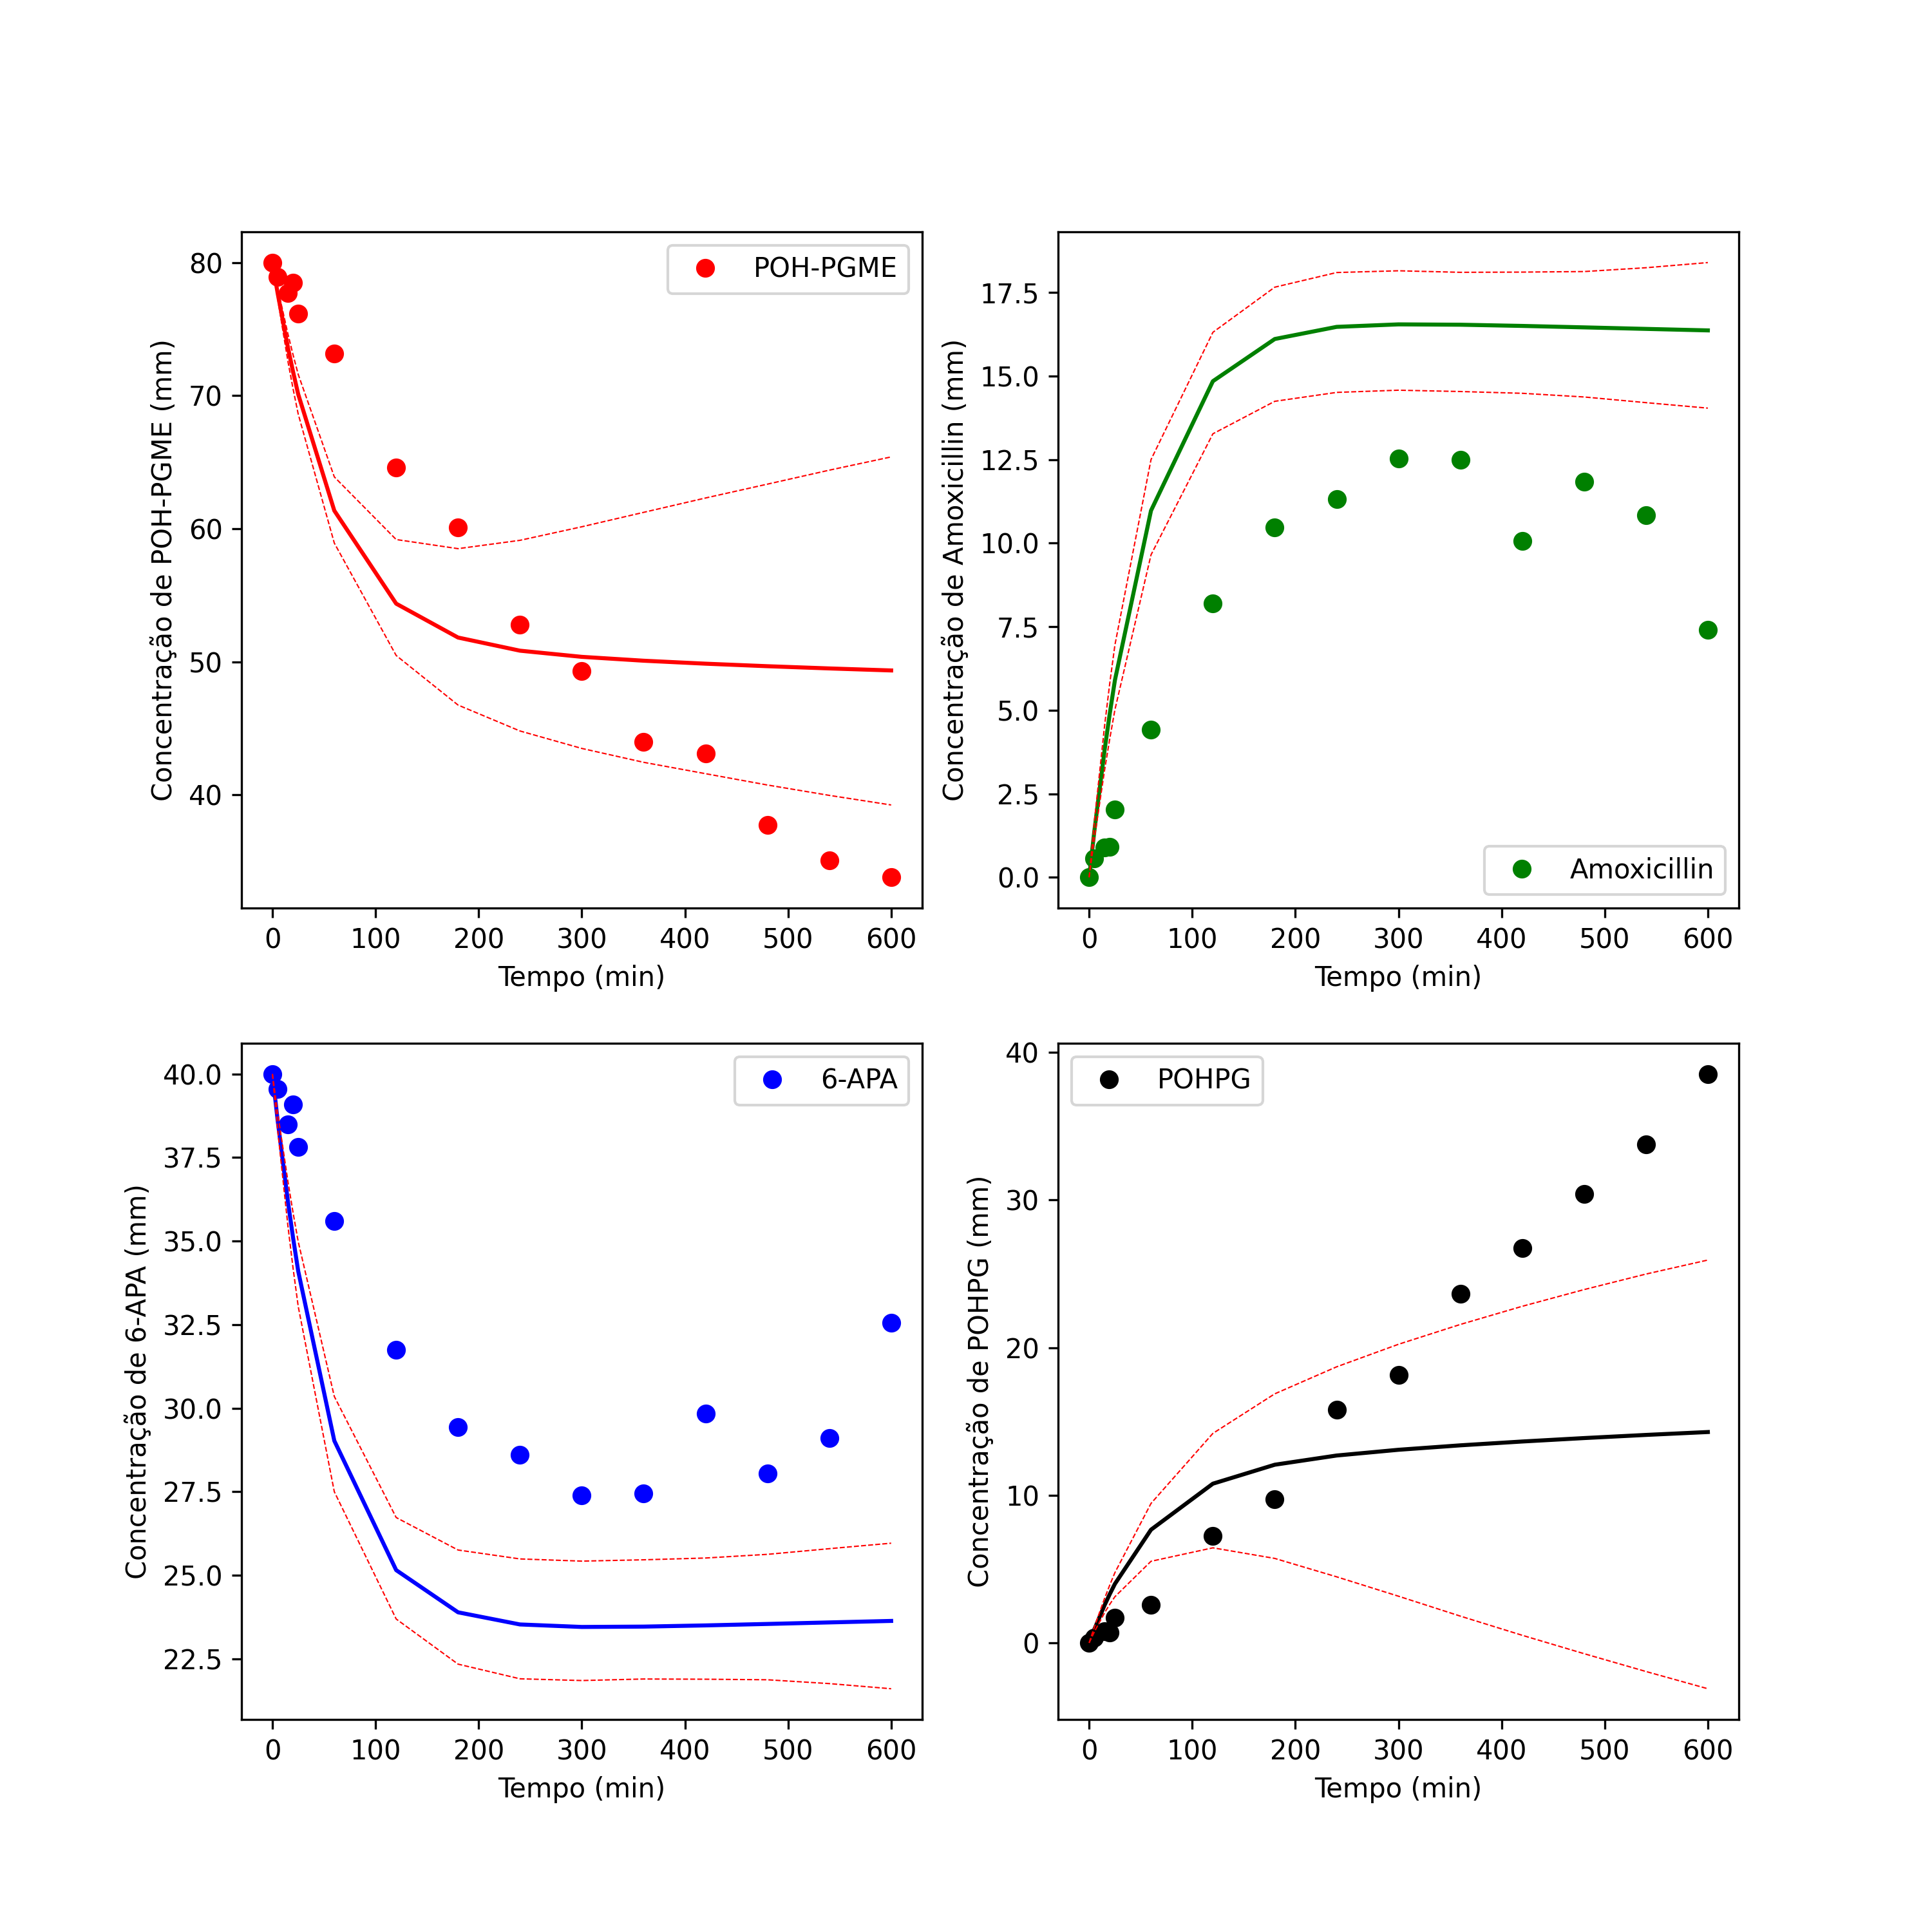 80
70
60
50
40
Concentração de POH-PGME (mm)
POH-PGME
0 100 200 300 400 500 600
Tempo (min)
17.5
15.0
12.5
10.0
7.5
5.0
2.5
0.0
Concentração de Amoxicillin (mm)
Amoxicillin
0 100 200 300 400 500 600
Tempo (min)
40.0
37.5
35.0
32.5
30.0
27.5
25.0
22.5
Concentração de 6-APA (mm)
6-APA
0 100 200 300 400 500 600
Tempo (min)
40
30
20
10
0
Concentração de POHPG (mm)
POHPG
0 100 200 300 400 500 600
Tempo (min)